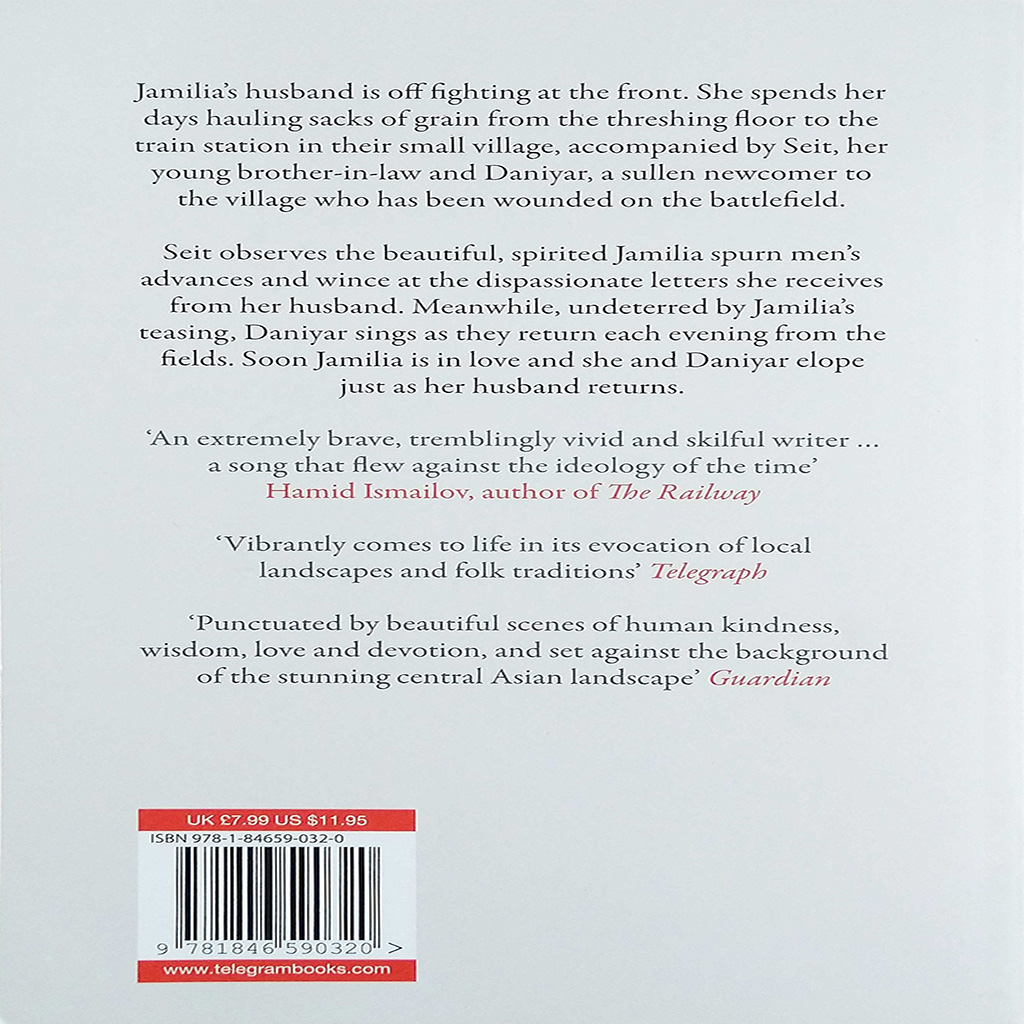 Jamilia’s husband is off fighting at the front. She spends her
days hauling sacks of grain from the threshing floor to the
train station in their small village, accompanied by Seit, her
young brother-in-law and Daniyar, a sullen newcomer to
the village who has been wounded on the battlefield.
Seit observes the beautiful, spirited Jamilia spurn men’s
advances and wince at the dispassionate letters she receives
from her husband. Meanwhile, undeterred by Jamilia’s
teasing, Daniyar sings as they return each evening from the
fields. Soon Jamilia is in love and she and Daniyar elope
just as her husband returns.
‘An extremely brave, tremblingly vivid and skilful writer ...
a song that flew against the ideology of the time’
Hamid Ismailov, author of The Railway
‘Vibrantly comes to life in its evocation of local
landscapes and folk traditions’ Telegraph
‘Punctuated by beautiful scenes of human kindness,
wisdom, love and devotion, and set against the background
of the stunning central Asian landscape’ Guardian
UK £7.99 US $11.95
ISBN 978-1-84659-032-0
9 781846 590320 >
www.telegrambooks.com